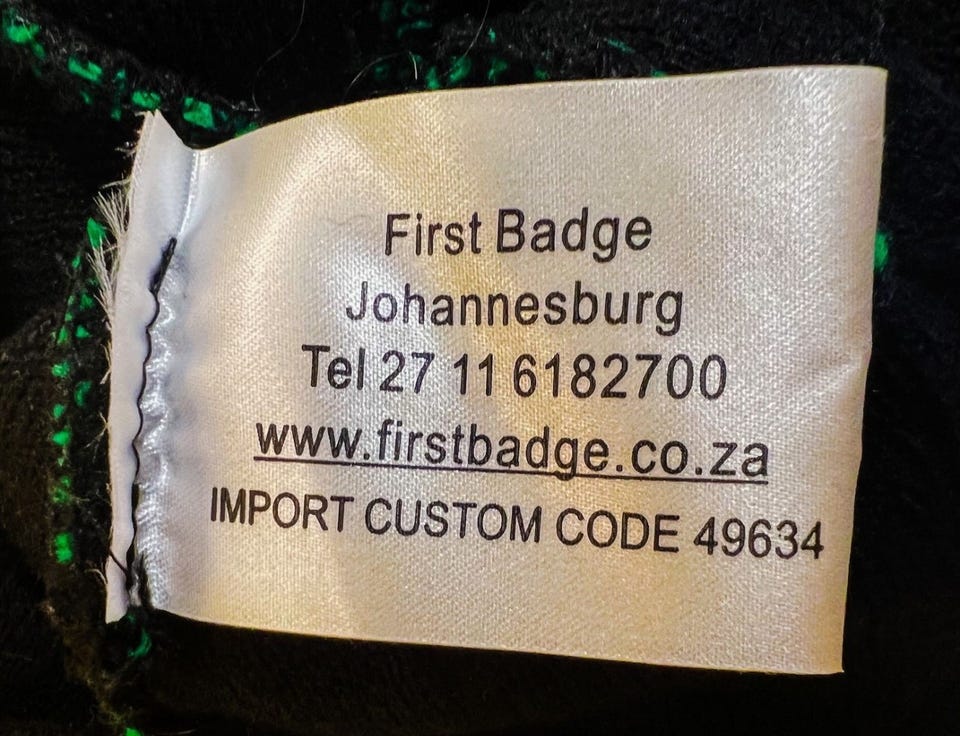 First Badge
Johannesburg
Tel 27 11 6182700
www.firstbadge.co.za
IMPORT CUSTOM CODE 49634